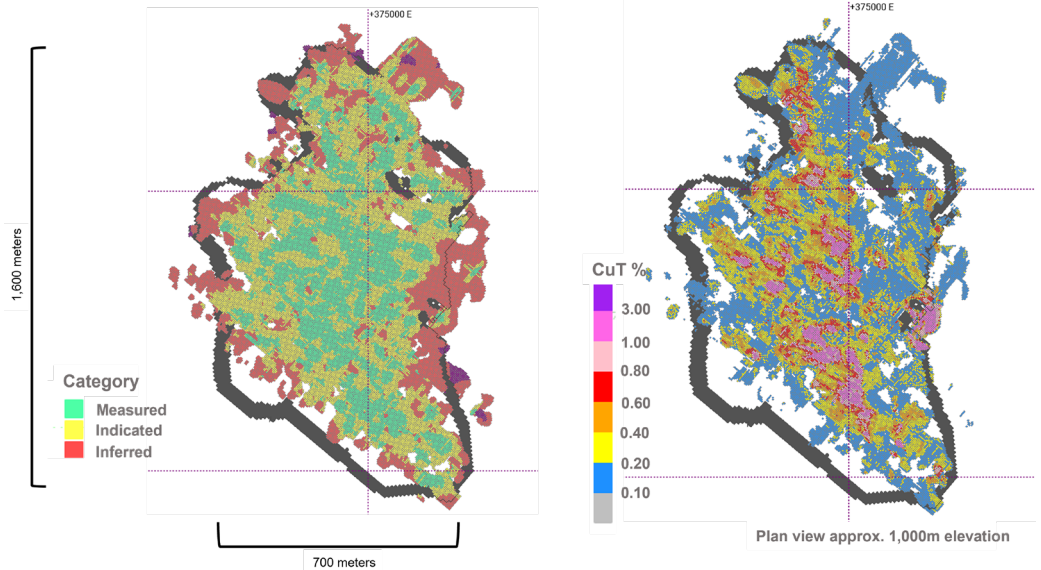 +375000 E
1,600 meters
Category
Measured
Indicated
Inferred
700 meters
+375000 E
CuT %
3.00
1.00
0.80
0.60
0.40
0.20
0.10
Plan view approx. 1,000m elevation